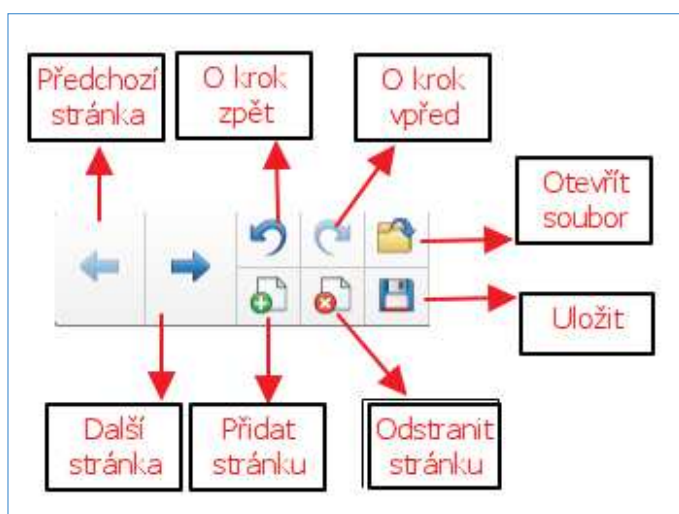 Předchozí
stránka
O krok
zpět
O krok
vpřed
Otevřít
soubor
Uložit
Další
stránka
Přidat
stránku
Odstranit
stránku